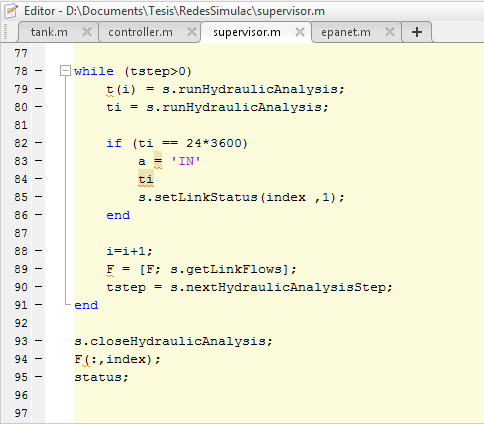 Editor - D:\Documents\Tesis\RedesSimulac\supervisor.m
tank.m controller.m supervisor.m epanet.m
77
78 while (tstep>0)
79 t(i) = s.runHydraulicAnalysis;
80 ti = s.runHydraulicAnalysis;
81
82 if (ti == 24*3600)
83 a = 'IN'
84 ti
85 s.setLinkStatus(index ,1);
86 end
87
88 i=i+1;
89 F = [F; s.getLinkFlows];
90 tstep = s.nextHydraulicAnalysisStep;
91 end
92
93 s.closeHydraulicAnalysis;
94 F(:,index);
95 status;
96
97